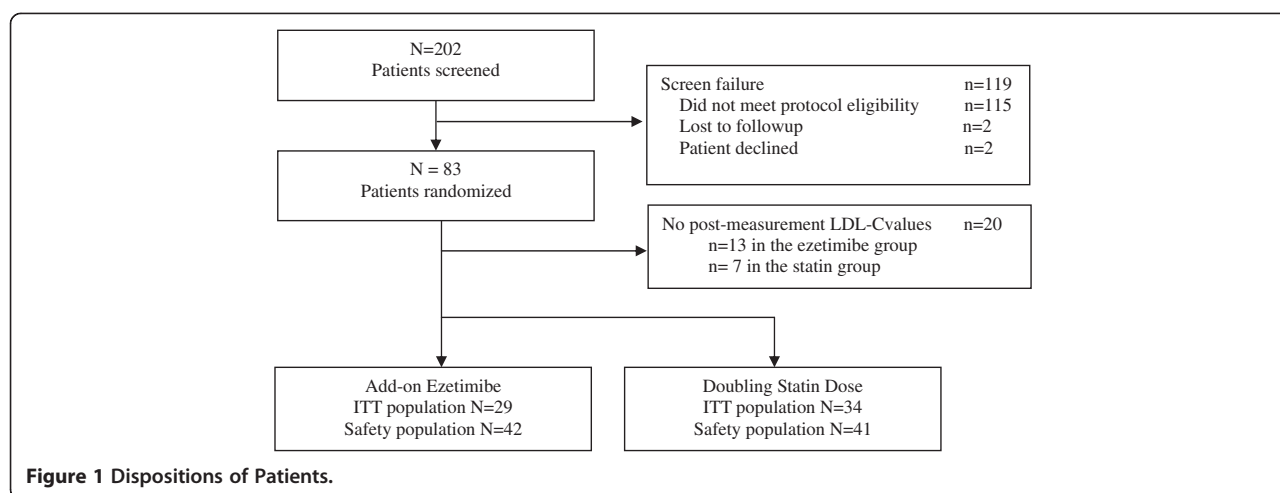 N=202
Patients screened
Screen failure n=119
Did not meet protocol eligibility n=115
Lost to followup n=2
Patient declined n=2
N = 83
Patients randomized
No post-measurement LDL-Cvalues n=20
n=13 in the ezetimibe group
n= 7 in the statin group
Add-on Ezetimibe
ITT population N=29
Safety population N=42
Doubling Statin Dose
ITT population N=34
Safety population N=41
Figure 1 Dispositions of Patients.